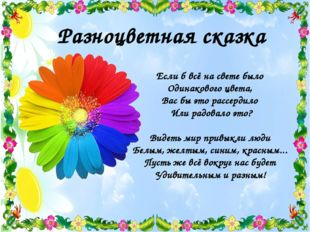 Разноцветная сказка
Если б всё на свете было
Одинакового цвета,
Вас бы это рассердило
Или радовало это?
Видеть мир привыкли люди
Белым, желтым, синим, красным...
Пусть же всё вокруг нас будет
Удивительным и разным!